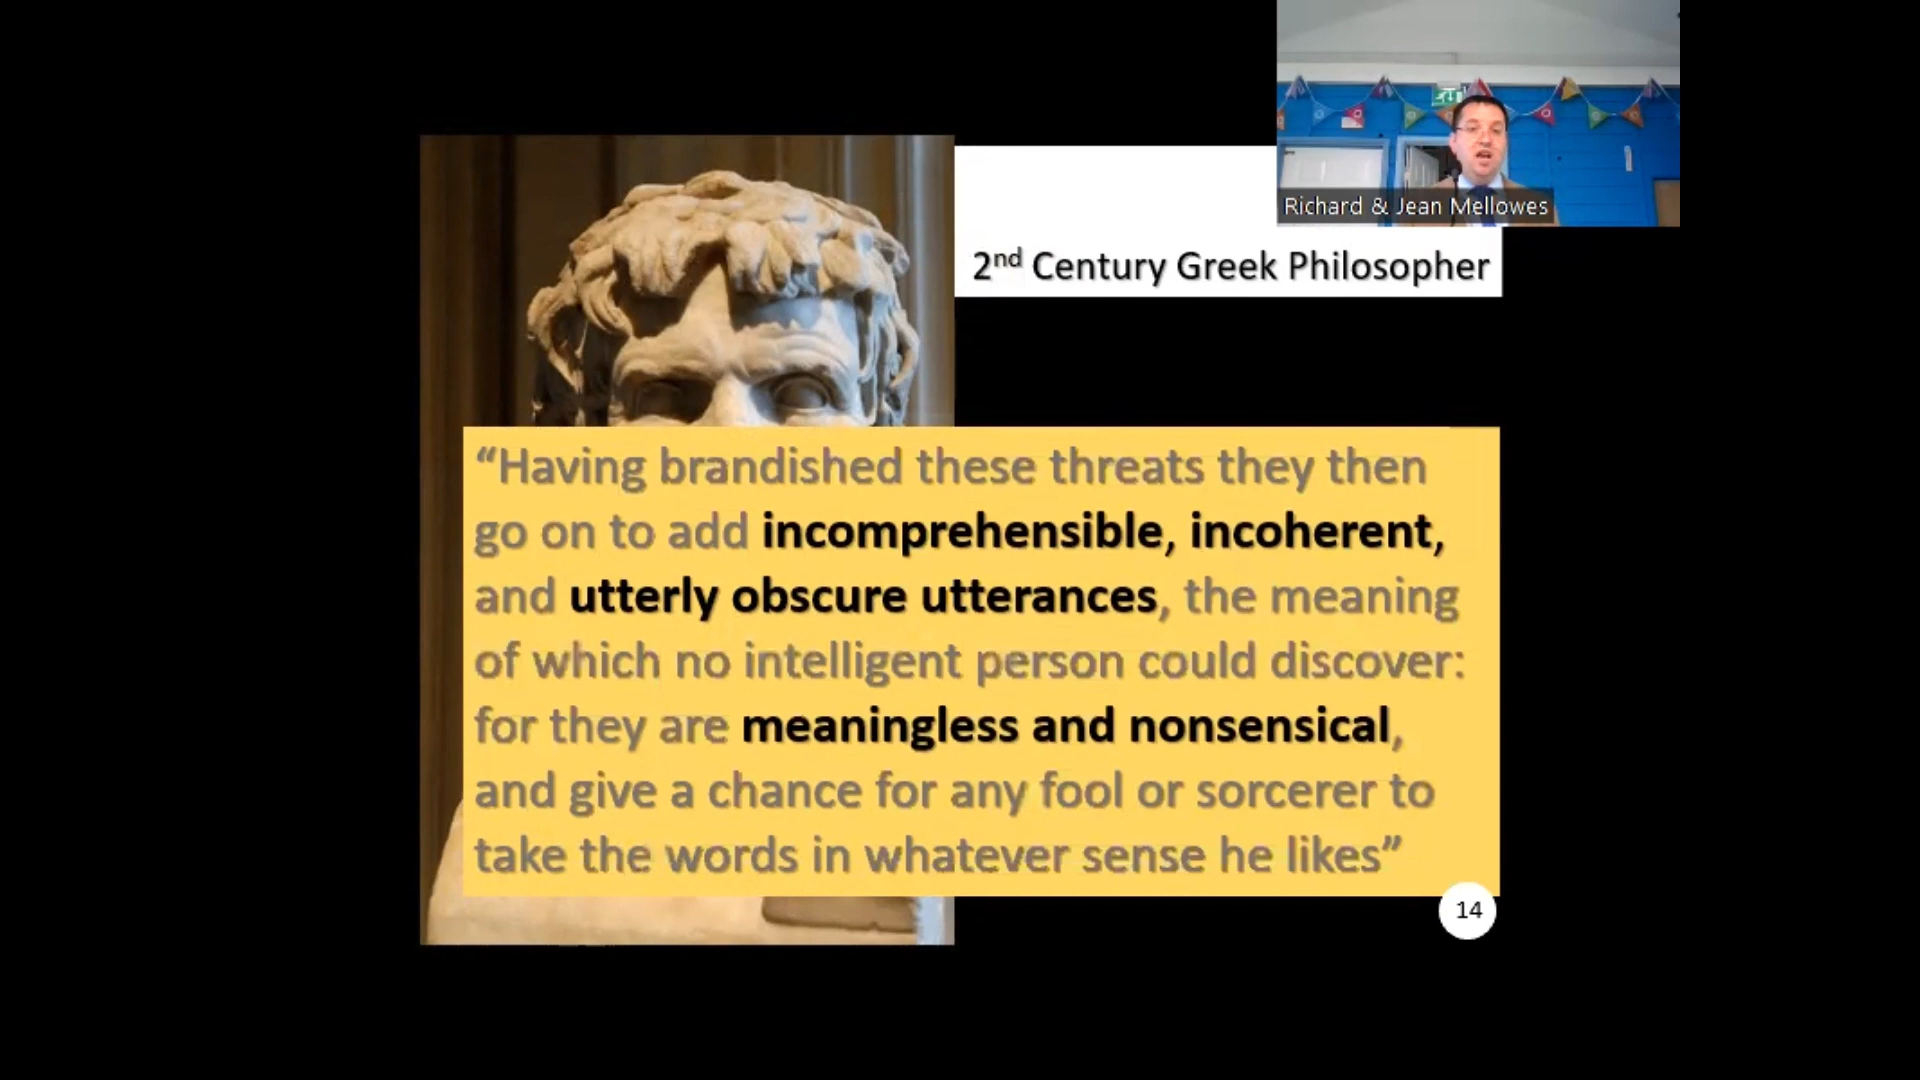 Richard & Jean Mellowes
2nd Century Greek Philosopher
“Having brandished these threats they then
go on to add incomprehensible, incoherent,
and utterly obscure utterances, the meaning
of which no intelligent person could discover:
for they are meaningless and nonsensical,
and give a chance for any fool or sorcerer to
take the words in whatever sense he likes”
14